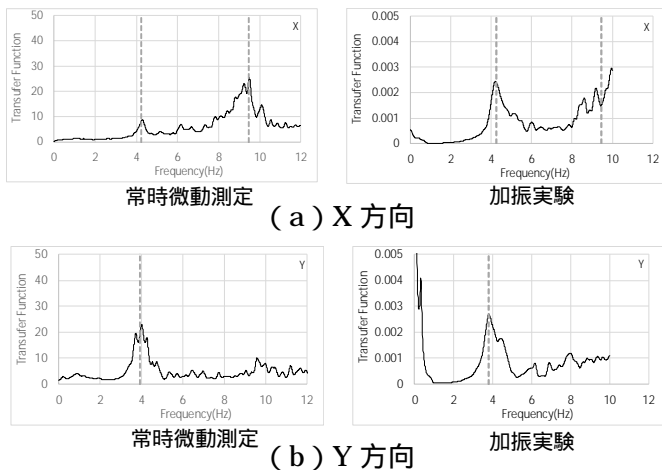 X
50
40
30
20
10
0
Transufer Function
0 2 4 6 8 10 12
Frequency(Hz)
常時微動測定
X
0.005
0.004
0.003
0.002
0.001
0
Transufer Function
0 2 4 6 8 10 12
Frequency(Hz)
加振実験
(a)X方向
Y
50
40
30
20
10
0
Transufer Function
0 2 4 6 8 10 12
Frequency(Hz)
常時微動測定
Y
0.005
0.004
0.003
0.002
0.001
0
Transufer Function
0 2 4 6 8 10 12
Frequency(Hz)
加振実験
(b)Y方向